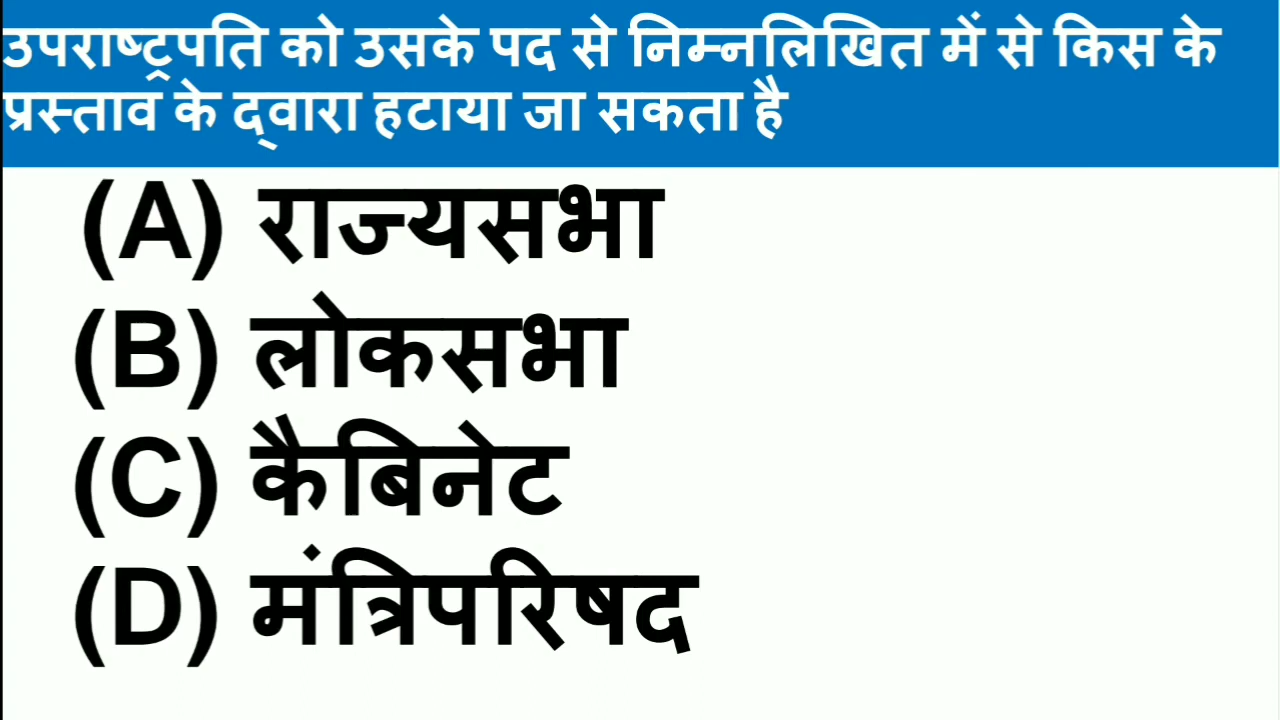 उपराष्ट्रपति को उसके पद से निम्नलिखित में से किस के
प्रस्ताव के द्वारा हटाया जा सकता है
(A) राज्यसभा
(B) लोकसभा
(C) कैबिनेट
(D) मंत्रिपरिषद